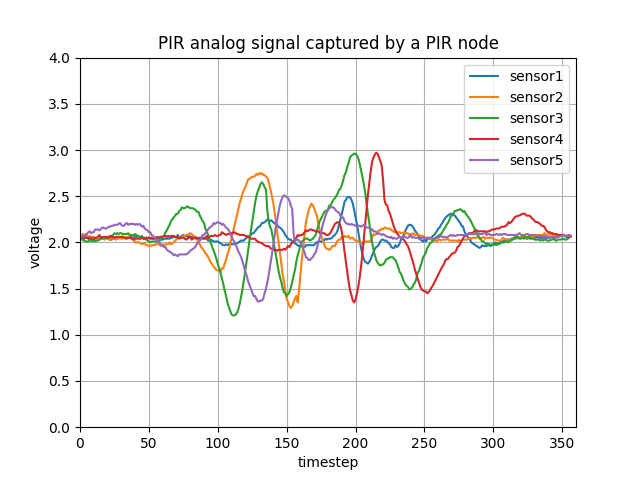 PIR analog signal captured by a PIR node
4.0
3.5
3.0
2.5
2.0
1.5
1.0
0.5
0.0
voltage
sensor1
sensor2
sensor3
sensor4
sensor5
0 50 100 150 200 250 300 350
timestep